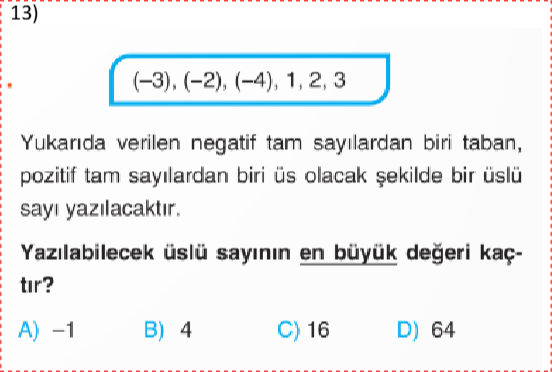 13)
(–3), (–2), (–4), 1, 2, 3
Yukarıda verilen negatif tam sayılardan biri taban,
pozitif tam sayılardan biri üs olacak şekilde bir üslü
sayı yazılacaktır.
Yazılabilecek üslü sayının en büyük değeri kaç-
tır?
A) –1 B) 4 C) 16 D) 64